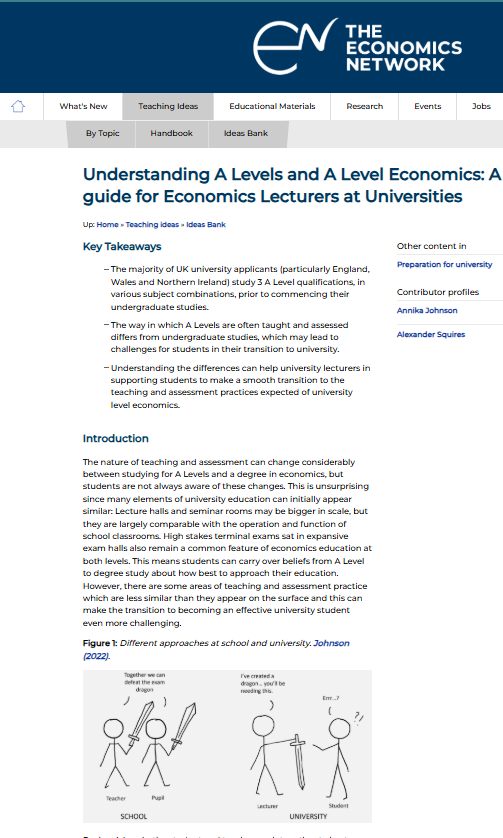 THE
ECONOMICS
NETWORK
What's New
Teaching Ideas
Educational Materials
Research
Events
Jobs
By Topic
Handbook
Ideas Bank
Understanding A Levels and A Level Economics: A
guide for Economics Lecturers at Universities
Up: Home » Teaching Ideas » Ideas Bank
Key Takeaways
– The majority of UK university applicants (particularly England,
Wales and Northern Ireland) study 3 A Level qualifications, in
various subject combinations, prior to commencing their
undergraduate studies.
– The way in which A Levels are often taught and assessed
differs from undergraduate studies, which may lead to
challenges for students in their transition to university.
– Understanding the differences can help university lecturers in
supporting students to make a smooth transition to the
teaching and assessment practices expected of university
level economics.
Other content in
Preparation for university
Contributor profiles
Annika Johnson
Alexander Squires
Introduction
The nature of teaching and assessment can change considerably
between studying for A Levels and a degree in economics, but
students are not always aware of these changes. This is unsurprising
since many elements of university education can initially appear
similar: Lecture halls and seminar rooms may be bigger in scale, but
they are largely comparable with the operation and function of
school classrooms. High stakes terminal exams sat in expansive
exam halls also remain a common feature of economics education at
both levels. This means students can carry over beliefs from A Level
to degree study about how best to approach their education.
However, there are some areas of teaching and assessment practice
which are less similar than they appear on the surface and this can
make the transition to becoming an effective university student
even more challenging.
Figure 1: Different approaches at school and university. Johnson
(2022).
Together we can
defeat the exam
dragon
Teacher
Pupil
SCHOOL
I've created a
dragon... you'll be
needing this.
Errr...?
?!
Lecturer
Student
UNIVERSITY